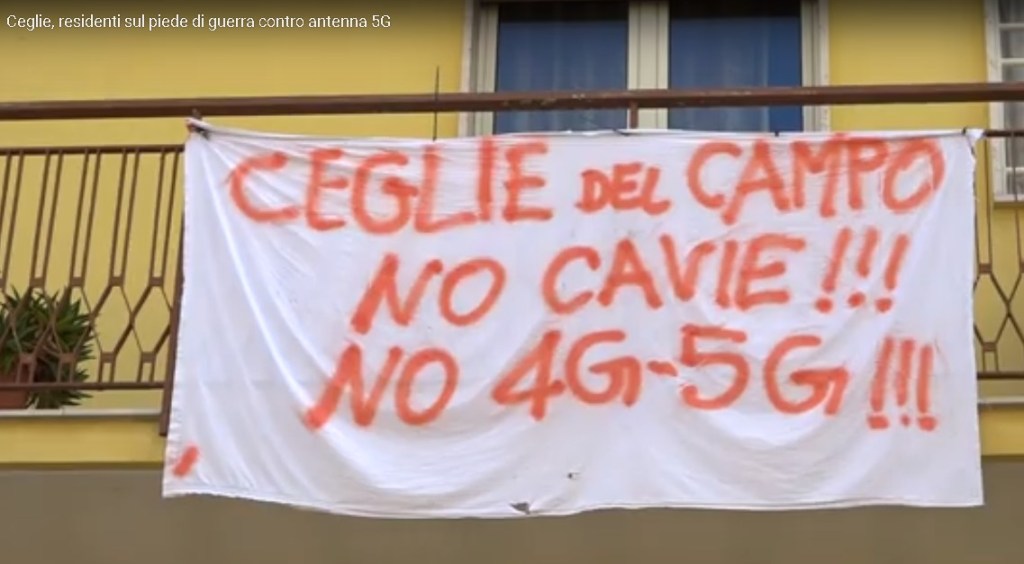 Ceglie, residenti sul piede di guerra contro antenna 5G
CEGLIE DEL CAMPO
NO CAVIE !!!
NO 4G-5G !!!